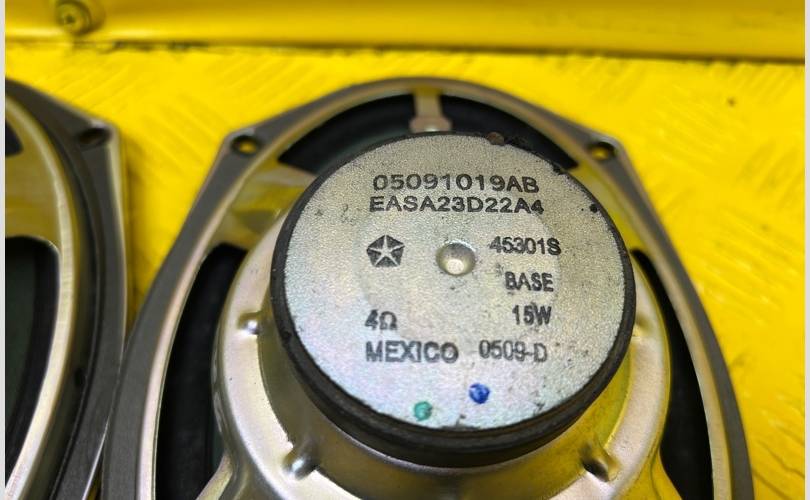 05091019AB
EASA23D22A4
45301S
BASE
4Ω 15W
MEXICO 0509-D